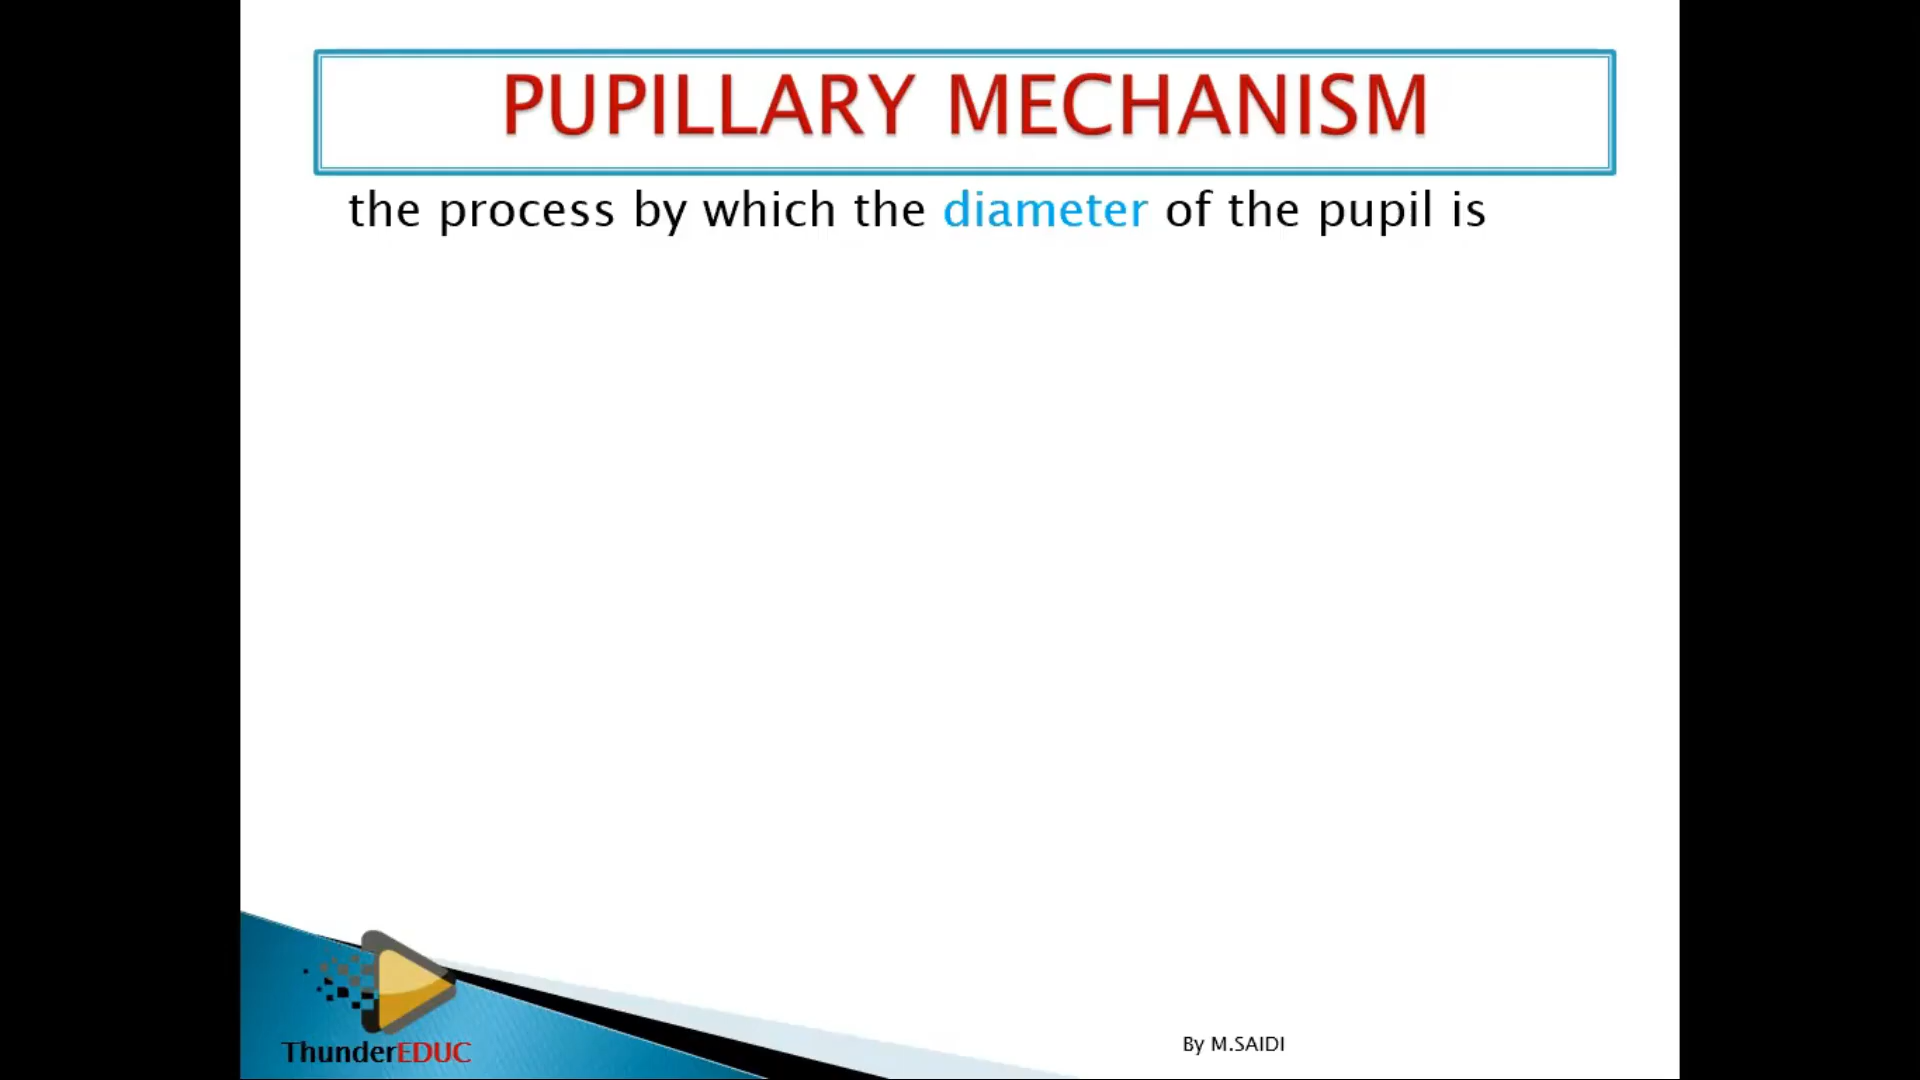 PUPILLARY MECHANISM
the process by which the diameter of the pupil is
ThunderEDUC
By M.SAIDI